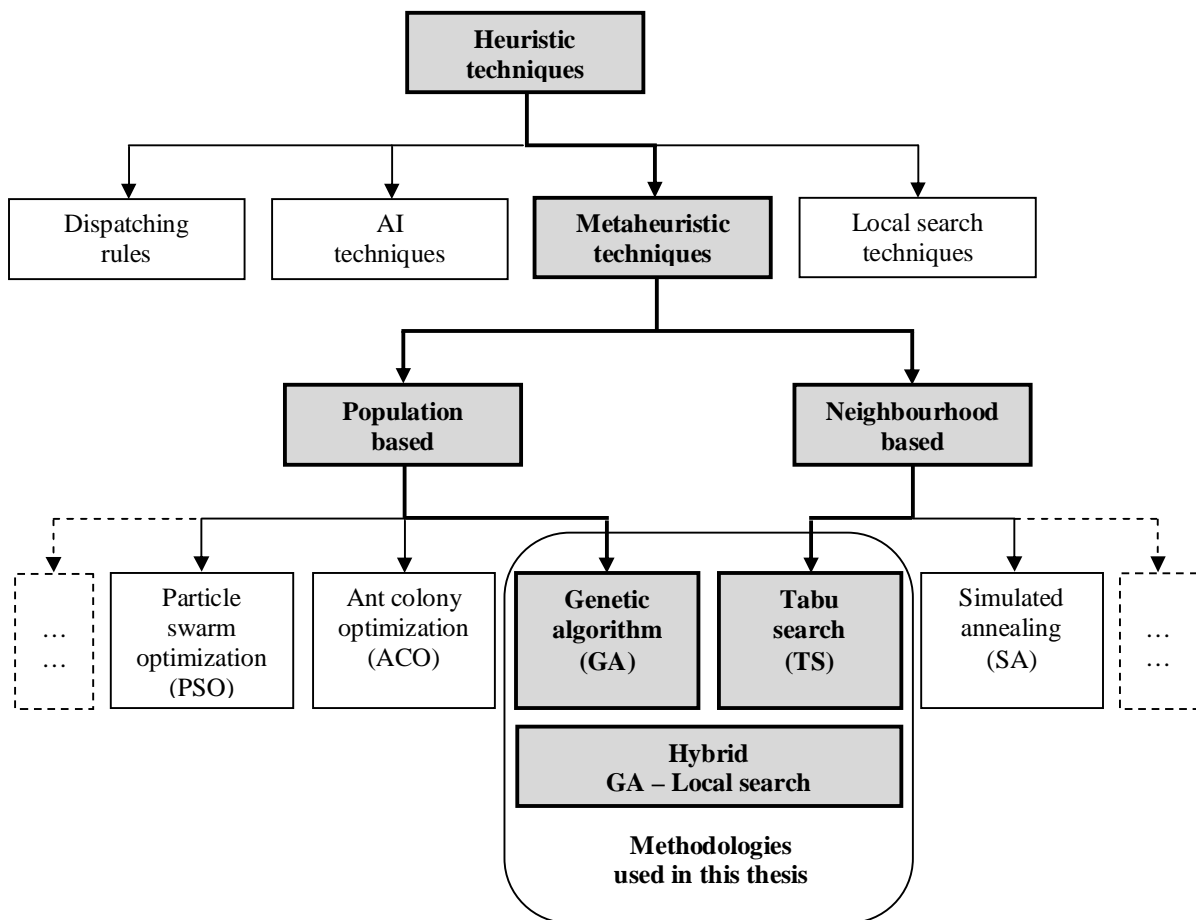 Heuristic
techniques
Dispatching
rules
AI
techniques
Metaheuristic
techniques
Local search
techniques
Population
based
Neighbourhood
based
…
…
Particle
swarm
optimization
(PSO)
Ant colony
optimization
(ACO)
Genetic
algorithm
(GA)
Tabu
search
(TS)
Simulated
annealing
(SA)
…
…
Hybrid
GA – Local search
Methodologies
used in this thesis